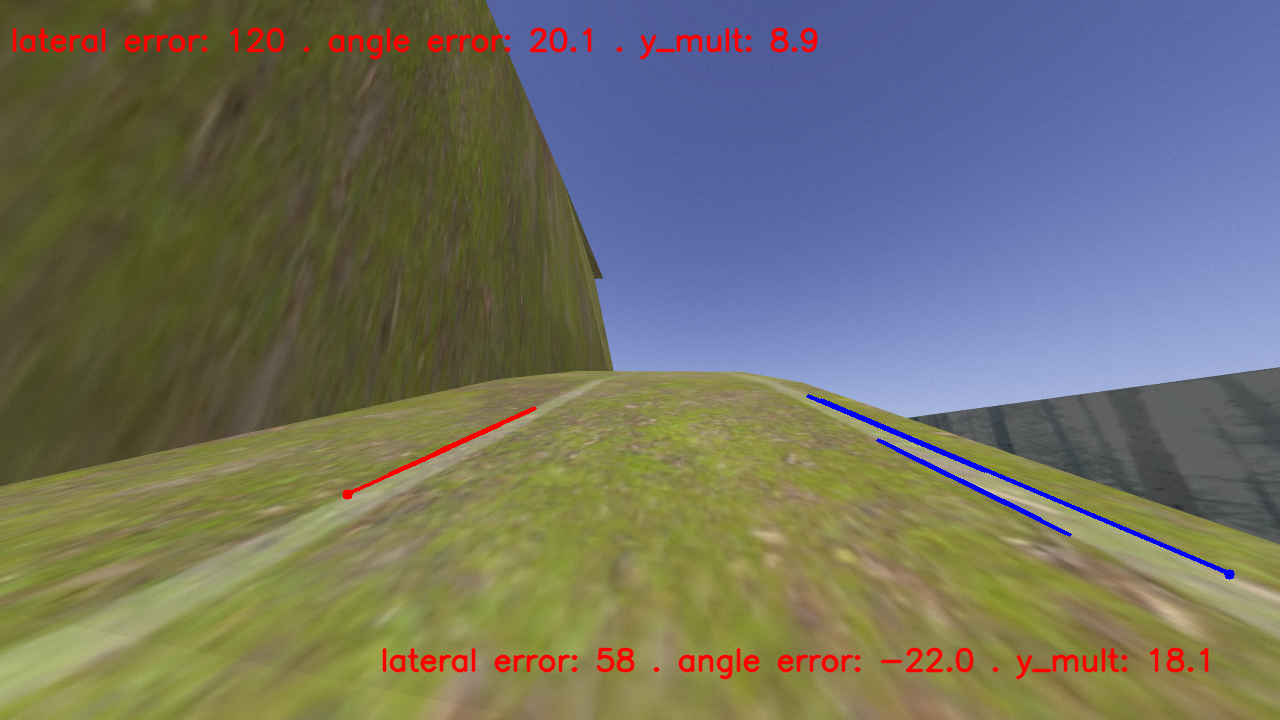 lateral error: 120 . angle error: 20.1 . y_mult: 8.9
lateral error: 58 . angle error: -22.0 . y_mult: 18.1